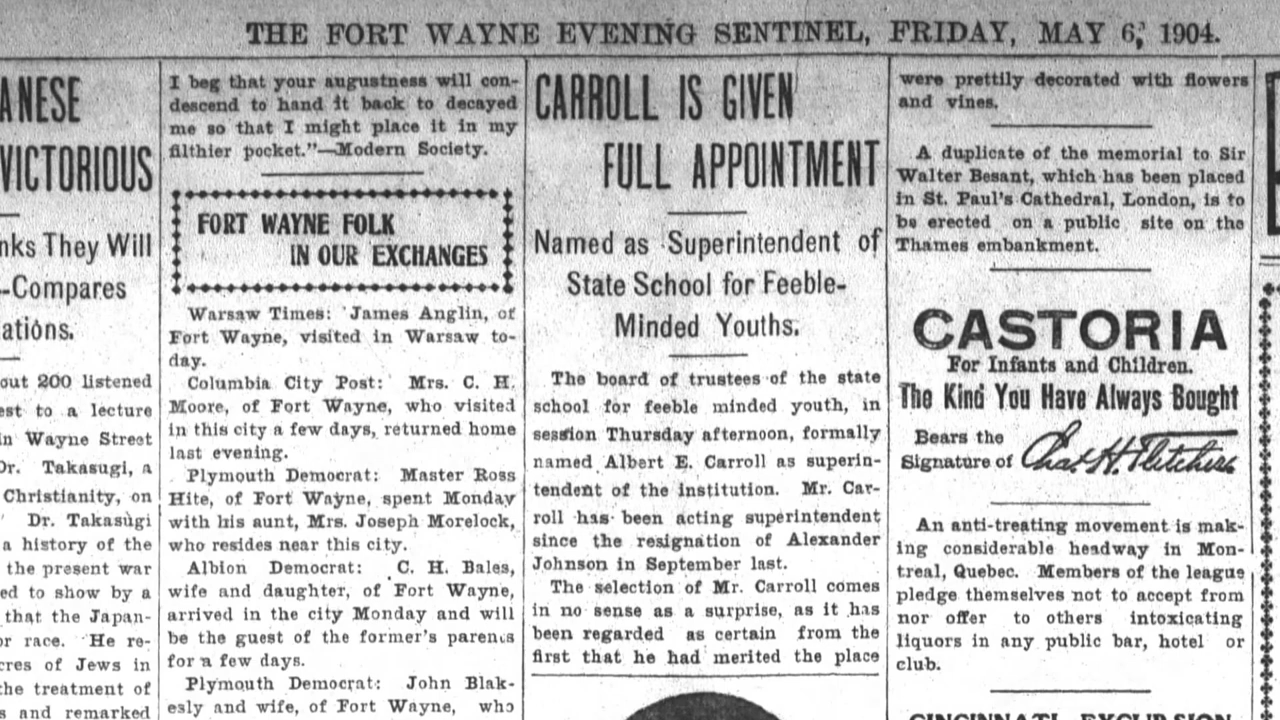 THE FORT WAYNE EVENING SENTINEL, FRIDAY, MAY 6, 1904.
ANESE
VICTORIOUS
nks They Will
-Compares
ations.
out 200 listened
est to a lecture
in Wayne Street
Dr. Takasugi, a
Christianity, on
Dr. Takasugi
a history of the
the present war
ed to show by a
that the Japan-
or race. He re-
cres of Jews in
the treatment of
s and remarked
I beg that your augustness will con-
descend to hand it back to decayed
me so that I might place it in my
filthier pocket."—Modern Society.
FORT WAYNE FOLK
IN OUR EXCHANGES
Warsaw Times: James Anglin, of
Fort Wayne, visited in Warsaw to-
day.
Columbia City Post: Mrs. C. H.
Moore, of Fort Wayne, who visited
in this city a few days, returned home
last evening.
Plymouth Democrat: Master Ross
Hite, of Fort Wayne, spent Monday
with his aunt, Mrs. Joseph Morelock,
who resides near this city.
Albion Democrat: C. H. Bales,
wife and daughter, of Fort Wayne,
arrived in the city Monday and will
be the guest of the former's parents
for a few days.
Plymouth Democrat: John Blak-
esly and wife, of Fort Wayne, who
CARROLL IS GIVEN
FULL APPOINTMENT
Named as Superintendent of
State School for Feeble-
Minded Youths.
The board of trustees of the state
school for feeble minded youth, in
session Thursday afternoon, formally
named Albert E. Carroll as superin-
tendent of the institution. Mr. Car-
roll has been acting superintendent
since the resignation of Alexander
Johnson in September last.
The selection of Mr. Carroll comes
in no sense as a surprise, as it has
been regarded as certain from the
first that he had merited the place
were prettily decorated with flowers
and vines.
A duplicate of the memorial to Sir
Walter Besant, which has been placed
in St. Paul's Cathedral, London, is to
be erected on a public site on the
Thames embankment.
CASTORIA
For Infants and Children.
The Kind You Have Always Bought
Bears the
Signature of Chas. H. Fletcher
An anti-treating movement is mak-
ing considerable headway in Mon-
treal, Quebec. Members of the league
pledge themselves not to accept from
nor offer to others intoxicating
liquors in any public bar, hotel or
club.
CINCINNATI EXCURSION